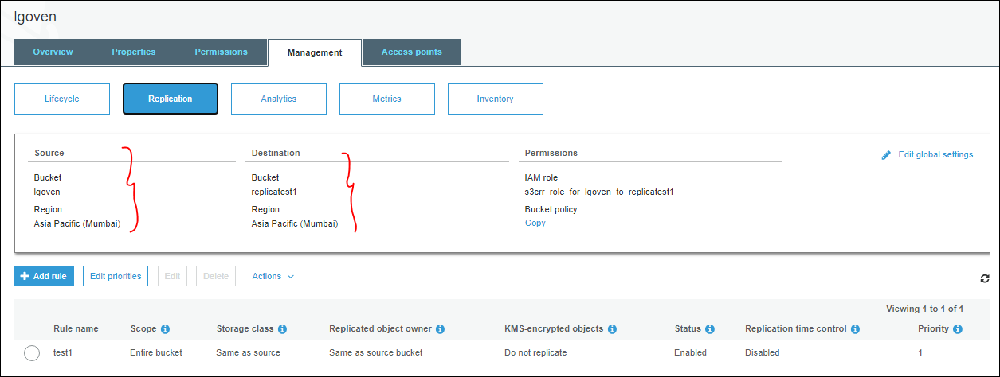 lgoven
Overview Properties Permissions Management Access points
Lifecycle Replication Analytics Metrics Inventory
Source Destination Permissions Edit global settings
Bucket Bucket IAM role
lgoven replicatest1 s3crr_role_for_lgoven_to_replicatest1
Region Region Bucket policy
Asia Pacific (Mumbai) Asia Pacific (Mumbai) Copy
Add rule Edit priorities Edit Delete Actions
Viewing 1 to 1 of 1
Rule name Scope Storage class Replicated object owner KMS-encrypted objects Status Replication time control Priority
test1 Entire bucket Same as source Same as source bucket Do not replicate Enabled Disabled 1